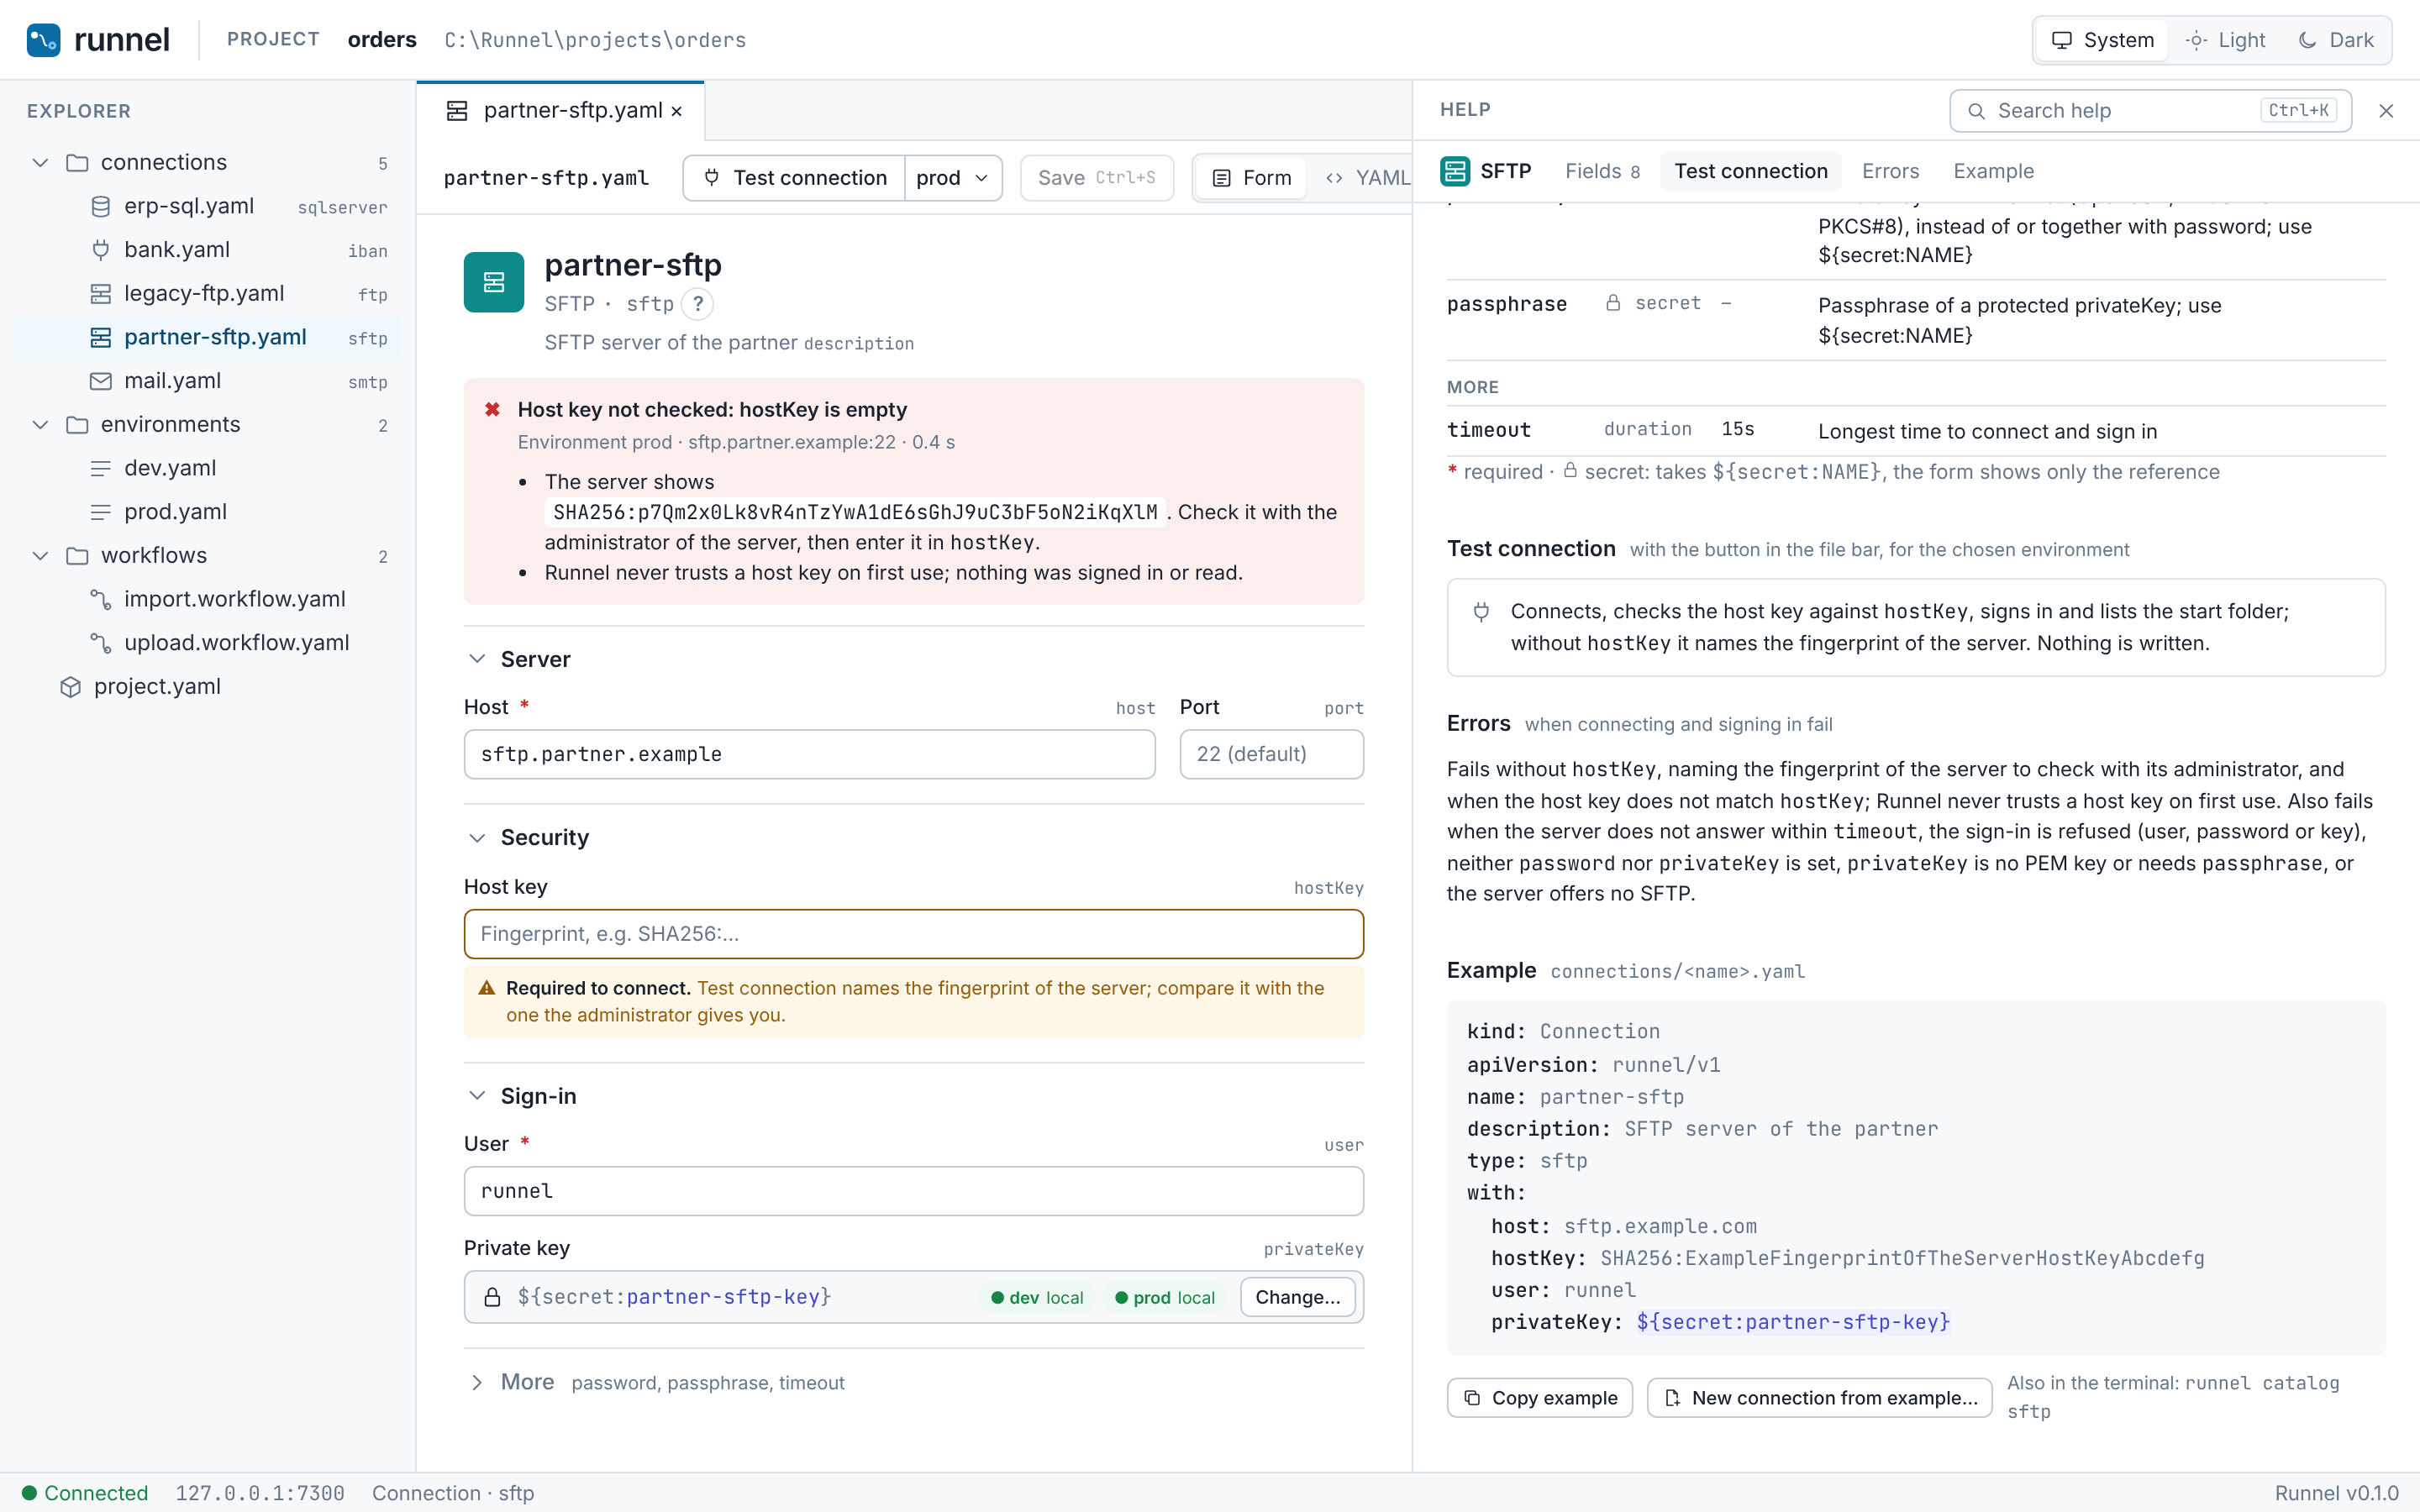 runnel
PROJECT orders C:\Runnel\projects\orders
System Light Dark
EXPLORER
connections 5
erp-sql.yaml sqlserver
bank.yaml iban
legacy-ftp.yaml ftp
partner-sftp.yaml sftp
mail.yaml smtp
environments 2
dev.yaml
prod.yaml
workflows 2
import.workflow.yaml
upload.workflow.yaml
project.yaml
partner-sftp.yaml ×
partner-sftp.yaml Test connection prod Save Ctrl+S Form <> YAML
partner-sftp
SFTP · sftp ?
SFTP server of the partner description
Host key not checked: hostKey is empty
Environment prod · sftp.partner.example:22 · 0.4 s
• The server shows
SHA256:p7Qm2x0Lk8vR4nTzYwA1dE6sGhJ9uC3bF5oN2iKqXlM. Check it with the
administrator of the server, then enter it in hostKey.
• Runnel never trusts a host key on first use; nothing was signed in or read.
Server
Host * host Port port
sftp.partner.example 22 (default)
Security
Host key hostKey
Fingerprint, e.g. SHA256:…
Required to connect. Test connection names the fingerprint of the server; compare it with the
one the administrator gives you.
Sign-in
User * user
runnel
Private key privateKey
${secret:partner-sftp-key} dev local prod local Change…
More password, passphrase, timeout
HELP Search help Ctrl+K
SFTP Fields 8 Test connection Errors Example
PKCS#8), instead of or together with password; use
${secret:NAME}
passphrase secret – Passphrase of a protected privateKey; use
${secret:NAME}
MORE
timeout duration 15s Longest time to connect and sign in
* required · secret: takes ${secret:NAME}, the form shows only the reference
Test connection with the button in the file bar, for the chosen environment
Connects, checks the host key against hostKey, signs in and lists the start folder;
without hostKey it names the fingerprint of the server. Nothing is written.
Errors when connecting and signing in fail
Fails without hostKey, naming the fingerprint of the server to check with its administrator, and
when the host key does not match hostKey; Runnel never trusts a host key on first use. Also fails
when the server does not answer within timeout, the sign-in is refused (user, password or key),
neither password nor privateKey is set, privateKey is no PEM key or needs passphrase, or
the server offers no SFTP.
Example connections/<name>.yaml
kind: Connection
apiVersion: runnel/v1
name: partner-sftp
description: SFTP server of the partner
type: sftp
with:
host: sftp.example.com
hostKey: SHA256:ExampleFingerprintOfTheServerHostKeyAbcdefg
user: runnel
privateKey: ${secret:partner-sftp-key}
Copy example New connection from example… Also in the terminal: runnel catalog
sftp
Connected 127.0.0.1:7300 Connection · sftp Runnel v0.1.0